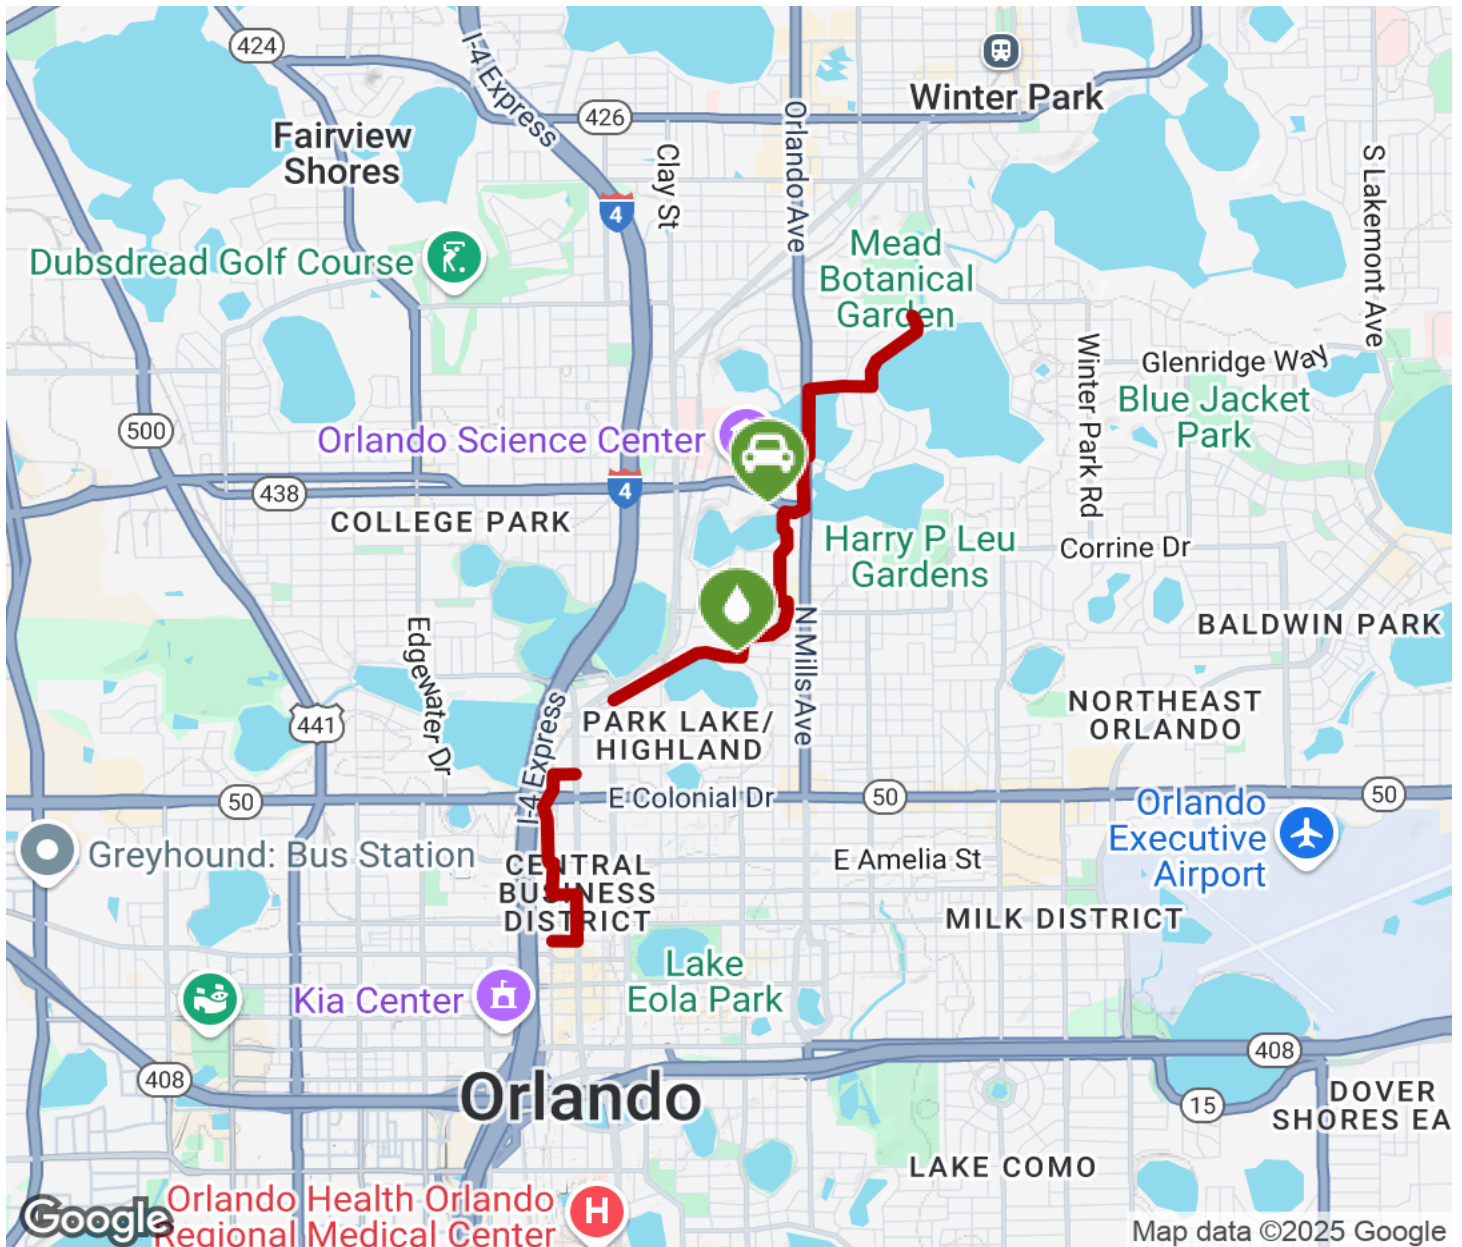 424
I-4 Express
426
Winter Park
Fairview
Shores
Clay St
Orlando Ave
S Lakemont Ave
4
Dubsdread Golf Course
Mead
Botanical
Garden
Winter Park Rd
Glenridge Way
Blue Jacket
Park
500
Orlando Science Center
438
4
COLLEGE PARK
Harry P Leu
Gardens
Corrine Dr
BALDWIN PARK
Edgewater Dr
N Mills Ave
441
I-4 Express
PARK LAKE/
HIGHLAND
NORTHEAST
ORLANDO
50
E Colonial Dr
50
50
Orlando
Executive
Airport
Greyhound: Bus Station
CENTRAL
BUSINESS
DISTRICT
E Amelia St
MILK DISTRICT
Lake
Eola Park
Kia Center
408
408
Orlando
15
DOVER
SHORES EA
LAKE COMO
Orlando Health Orlando
Regional Medical Center
H
Google
Map data ©2025 Google